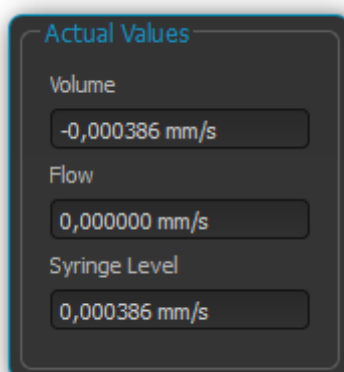 Actual Values
Volume
-0,000386 mm/s
Flow
0,000000 mm/s
Syringe Level
0,000386 mm/s